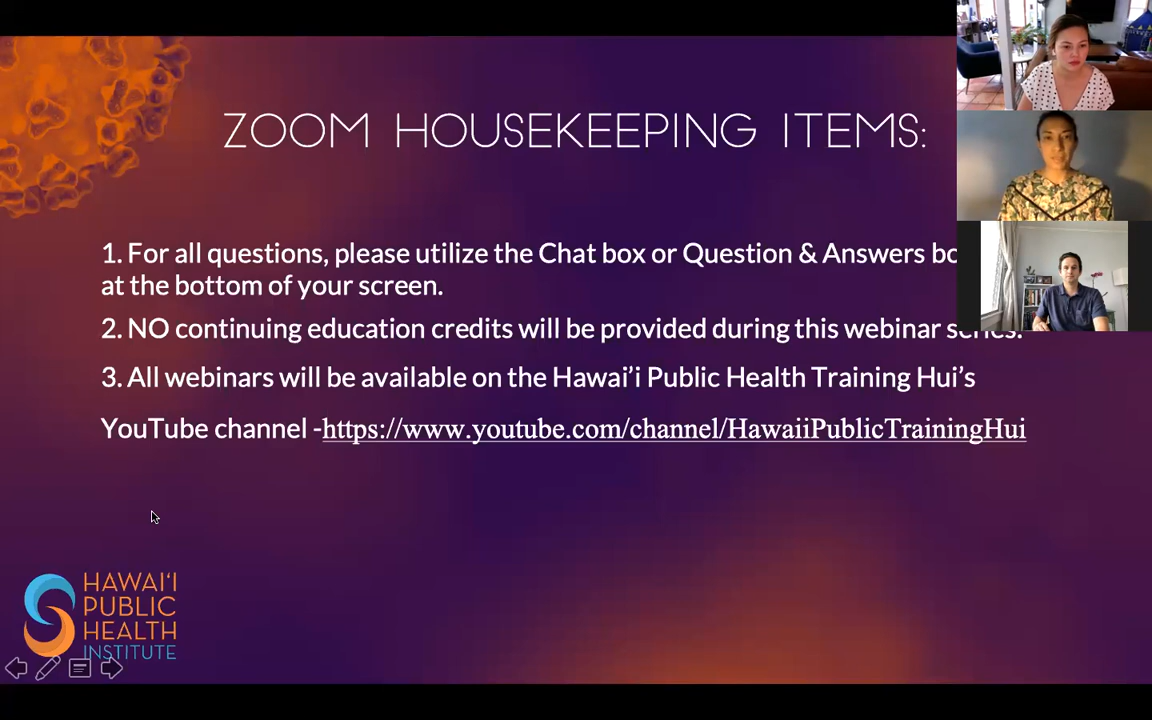 ZOOM HOUSEKEEPING ITEMS:
1. For all questions, please utilize the Chat box or Question & Answers
at the bottom of your screen.
2. NO continuing education credits will be provided during this webinar series.
3. All webinars will be available on the Hawai’i Public Health Training Hui’s
YouTube channel -https://www.youtube.com/channel/HawaiiPublicTrainingHui
HAWAI‘I
PUBLIC
HEALTH
INSTITUTE